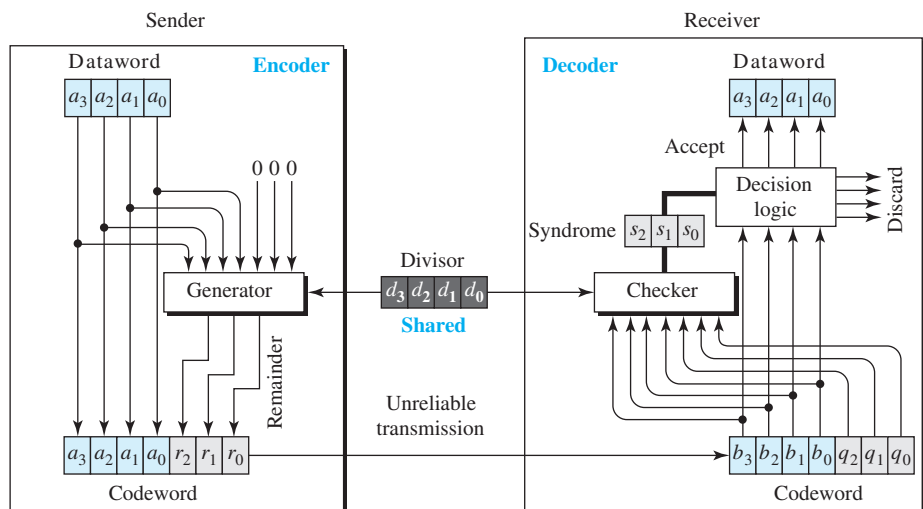 Sender
Receiver
Encoder
Dataword
a3 a2 a1 a0
0 0 0
Generator
Remainder
a3 a2 a1 a0 r2 r1 r0
Codeword
Divisor
d3 d2 d1 d0
Shared
Unreliable
transmission
Decoder
Dataword
a3 a2 a1 a0
Accept
Decision
logic
Discard
Syndrome s2 s1 s0
Checker
b3 b2 b1 b0 q2 q1 q0
Codeword